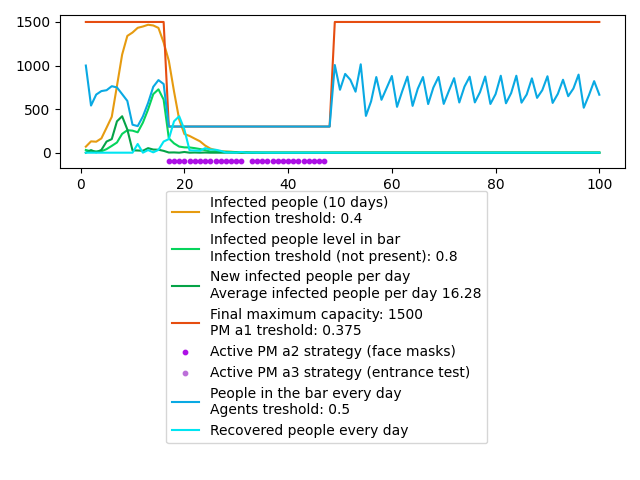 1500
1000
500
0
0
20
40
60
80
100
Infected people (10 days)
Infection treshold: 0.4
Infected people level in bar
Infection treshold (not present): 0.8
New infected people per day
Average infected people per day 16.28
Final maximum capacity: 1500
PM a1 treshold: 0.375
Active PM a2 strategy (face masks)
Active PM a3 strategy (entrance test)
People in the bar every day
Agents treshold: 0.5
Recovered people every day